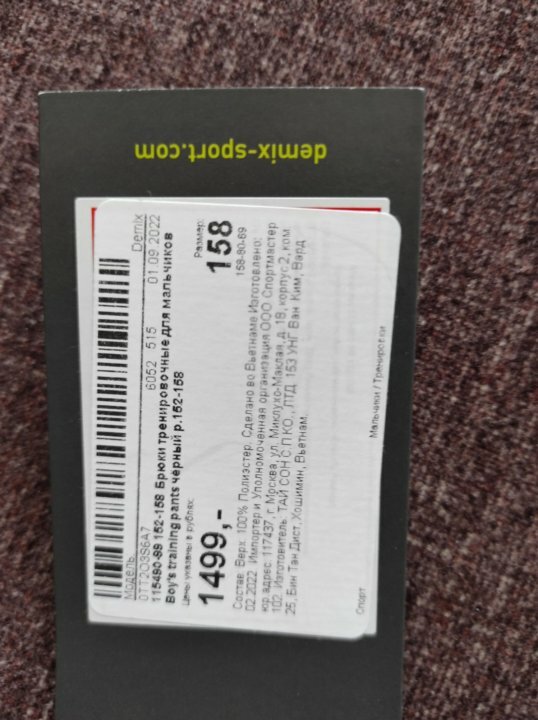 demix-sport.com
Модель:
0TT2O3S6A7
6052 515 01.09.2022 Demix
115490-99 152-158 Брюки тренировочные для мальчиков
Boy's training pants черный р.152-158
Цены указаны в рублях:
1499,-
Размер:
158
158-80-69
Состав: Верх: 100% Полиэстер. Сделано во Вьетнаме Изготовлено:
02.2022 Импортер и Уполномоченная организация ООО Спортмастер
юр.адрес: 117437, г. Москва, ул. Миклухо-Маклая, д. 18, корпус 2, ком
102. Изготовитель: ТАЙ СОН С.П КО., ЛТД. 153 УНГ Ван Ким, Вард
25, Бин Тан Дист, Хошимин, Вьетнам.
Спорт
Мальчики / Тренировки